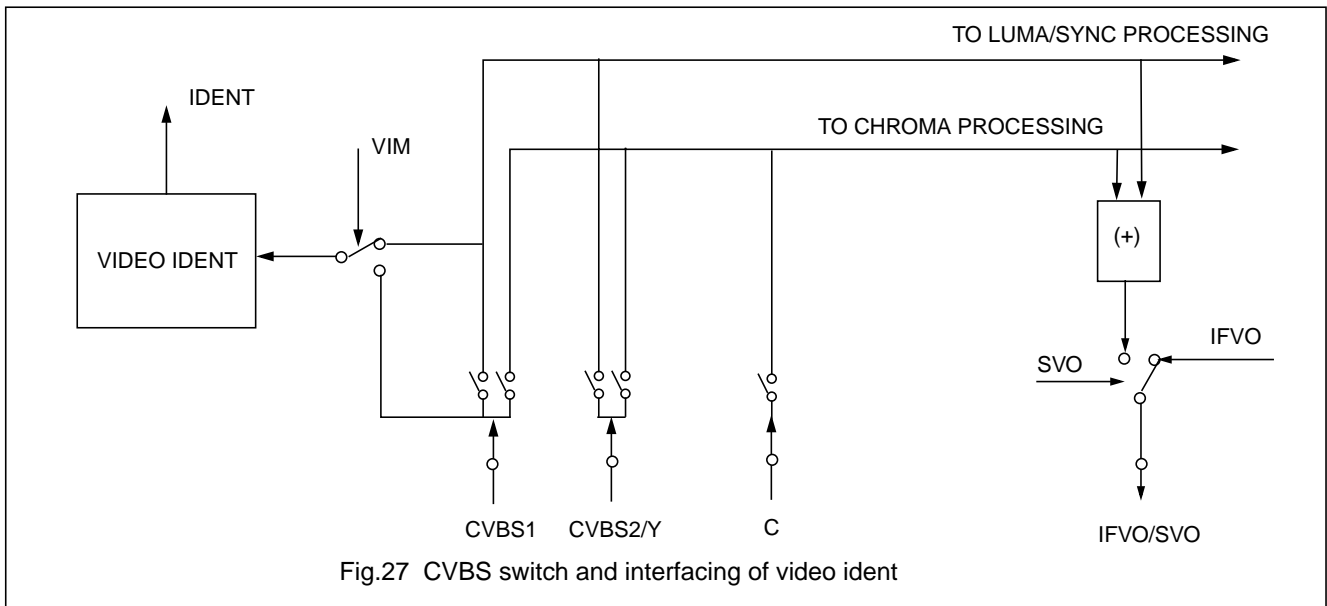 TO LUMA/SYNC PROCESSING
IDENT
TO CHROMA PROCESSING
VIM
VIDEO IDENT
(+)
IFVO
SVO
CVBS1
CVBS2/Y
C
IFVO/SVO
Fig.27 CVBS switch and interfacing of video ident